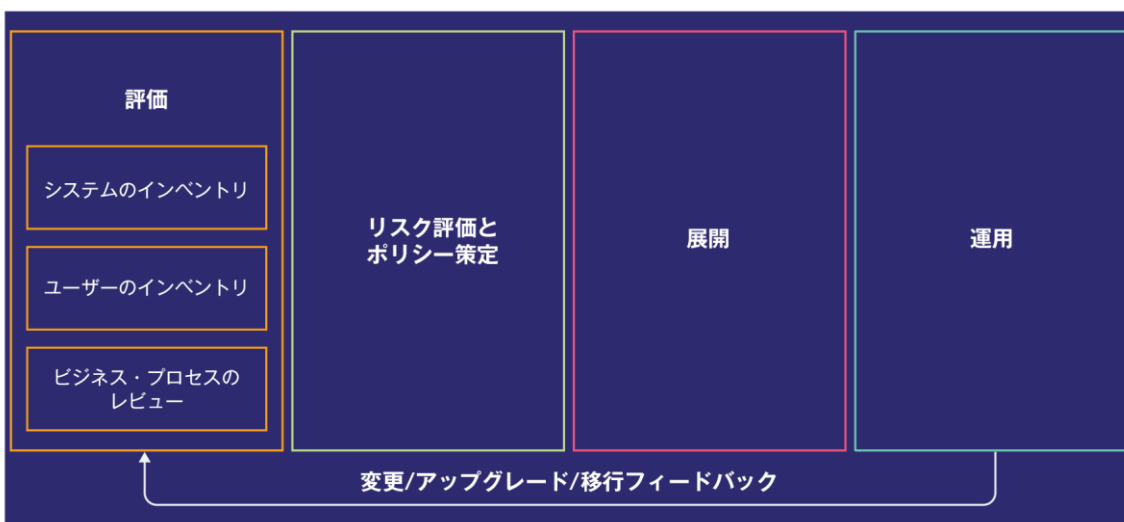 評価
システムのインベントリ
ユーザーのインベントリ
ビジネス・プロセスの
レビュー
リスク評価と
ポリシー策定
展開
運用
変更/アップグレード/移行フィードバック